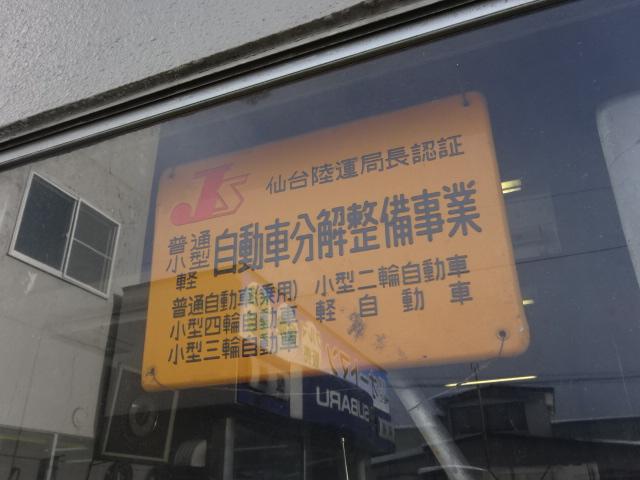 JS 仙台陸運局長認証
普通
小型
軽
自動車分解整備事業
普通自動車(乗用) 小型二輪自動車
小型四輪自動車 軽自動車
小型三輪自動車
SUBARU